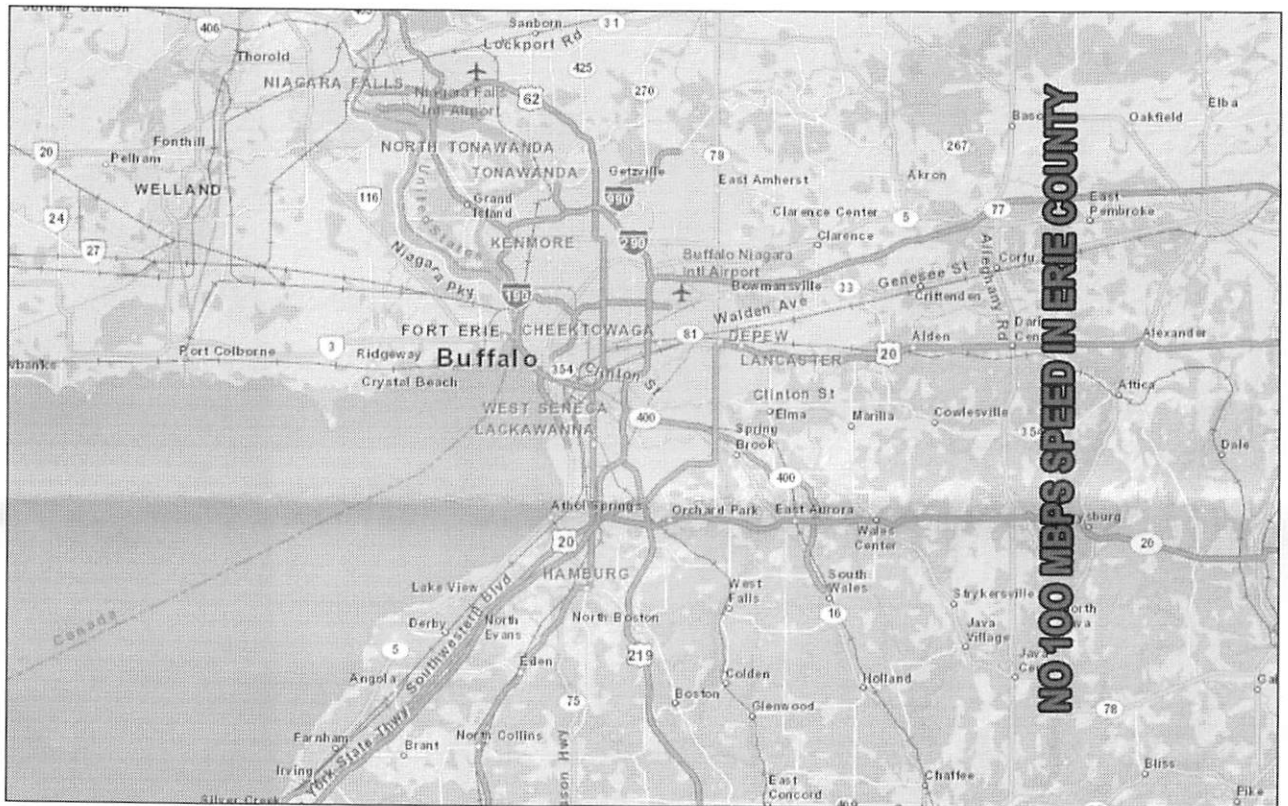 406
Thorold
Sanborn
31
Lockport Rd
425
NIAGARA FALLS
Niagara Falls
Intl Airport
62
270
Elba
Oakfield
Fonthill
20
Pelham
NORTH TONAWANDA
267
78
WELLAND
116
TONAWANDA
Getzville
East Amherst
Akron
United States
Grand
Island
990
24
Clarence Center
5
77
East
Pembroke
27
KENMORE
290
Clarence
Niagara Pky
Buffalo Niagara
Intl Airport
Corfu
Alleghany Rd
190
Bowmansville
33
Genesee St
Crittenden
Walden Ave
FORT ERIE
CHEEKTOWAGA
81
DEPEW
Alden
Alexander
Port Colborne
3
Ridgeway
Buffalo
LANCASTER
20
Crystal Beach
354
Clinton St
Attica
WEST SENECA
400
Clinton St
Elma
Marilla
Cowlesville
354
LACKAWANNA
Spring
Brook
Dale
400
Athol Springs
Orchard Park
East Aurora
20
Wales
Center
20
HAMBURG
Lake View
West
Falls
South
Wales
Strykersville
16
Canada
Derby
North
Evans
North Boston
Java
Village
5
Southwestern Blvd
219
Angola
Eden
Colden
Holland
75
Boston
Glenwood
78
Farnham
York State Thwy
Brant
North Collins
Irving
East
Concord
Chaffee
Bliss
Silver Creek
Pike
NO 100 MBPS SPEED IN ERIE COUNTY